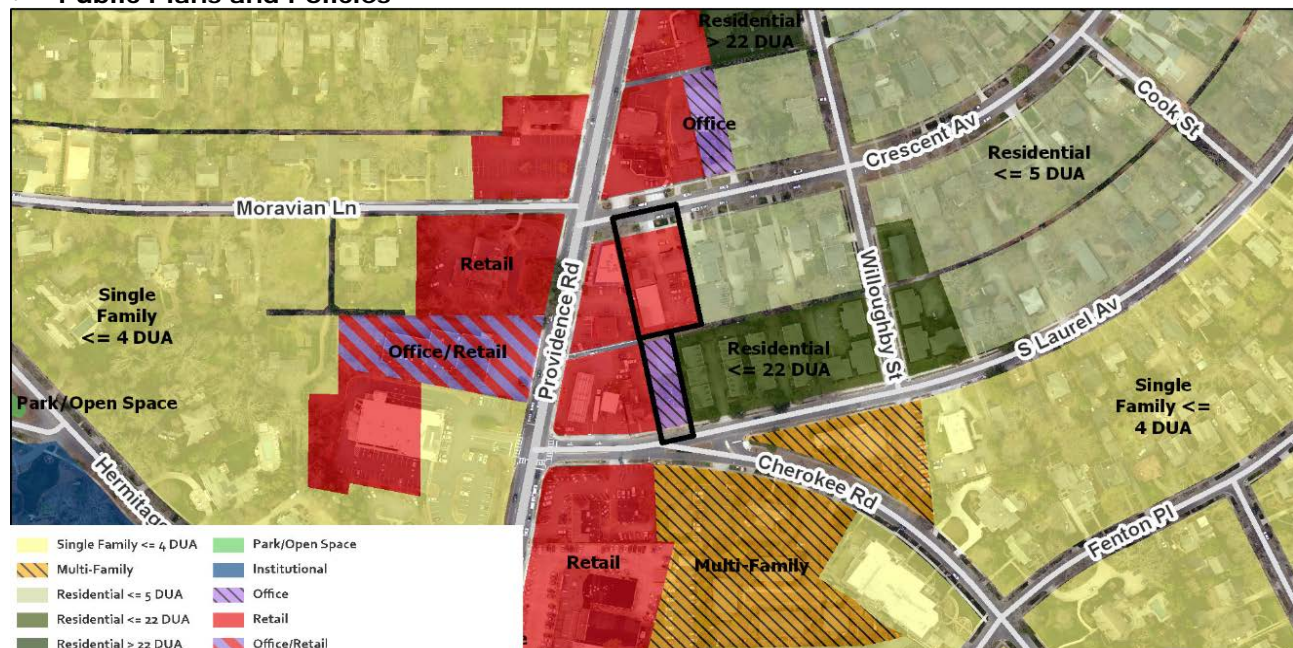 Public Plans and Policies
Residential
> 22 DUA
Office
Crescent Av
Cook St
Residential
<= 5 DUA
Moravian Ln
Retail
Providence Rd
Willoughby St
S Laurel Av
Single
Family
<= 4 DUA
Office/Retail
Residential
<= 22 DUA
Single
Family <=
4 DUA
Park/Open Space
Cherokee Rd
Fenton Pl
Retail
Multi-Family
Single Family <= 4 DUA
Multi-Family
Residential <= 5 DUA
Residential <= 22 DUA
Residential > 22 DUA
Park/Open Space
Institutional
Office
Retail
Office/Retail